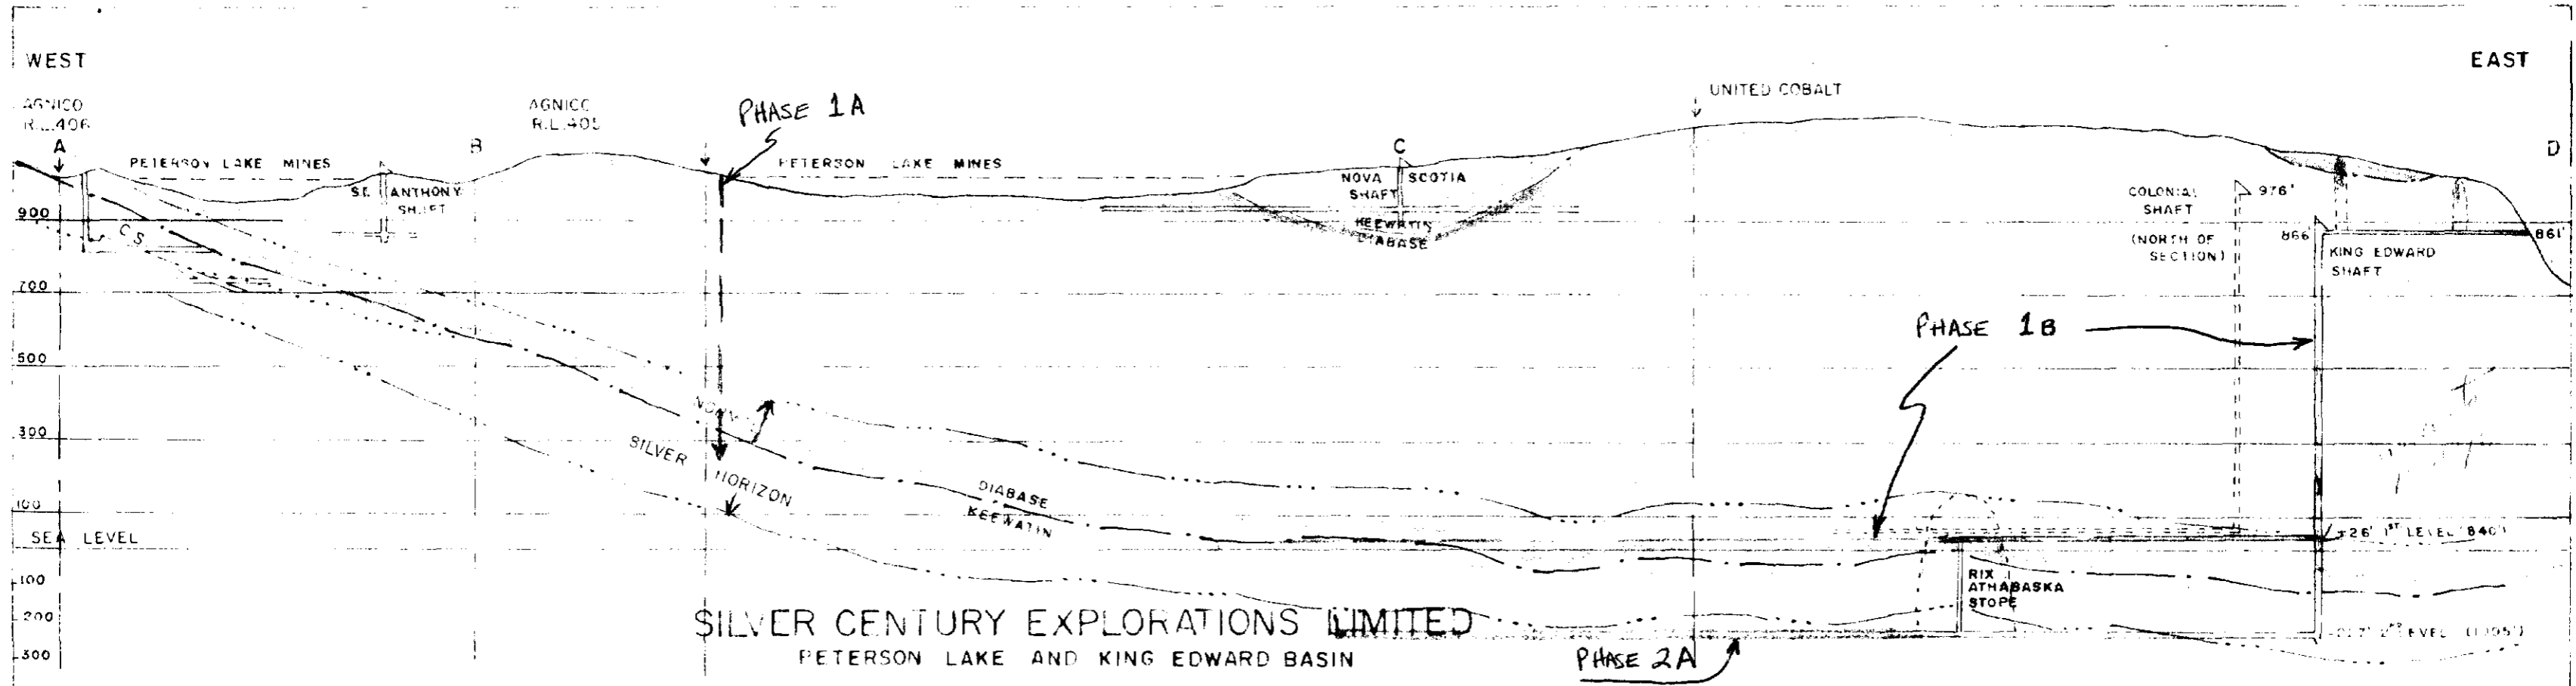 WEST
EAST
AGNICO
R.L.406
A
AGNICO
R.L.405
B
PHASE 1A
UNITED COBALT
PETERSON LAKE MINES
PETERSON LAKE MINES
C
D
ST. ANTHONY
SHAFT
NOVA SCOTIA
SHAFT
KEEWATIN
DIABASE
COLONIAL
SHAFT
(NORTH OF
SECTION)
976'
866'
861'
KING EDWARD
SHAFT
C.S.
900
700
500
300
100
SEA LEVEL
-100
-200
-300
PHASE 1B
SILVER
HORIZON
DIABASE
KEEWATIN
+26' 1ST LEVEL (840')
RIX
ATHABASKA
STOPE
2ND LEVEL
SILVER CENTURY EXPLORATIONS LIMITED
PETERSON LAKE AND KING EDWARD BASIN
PHASE 2A